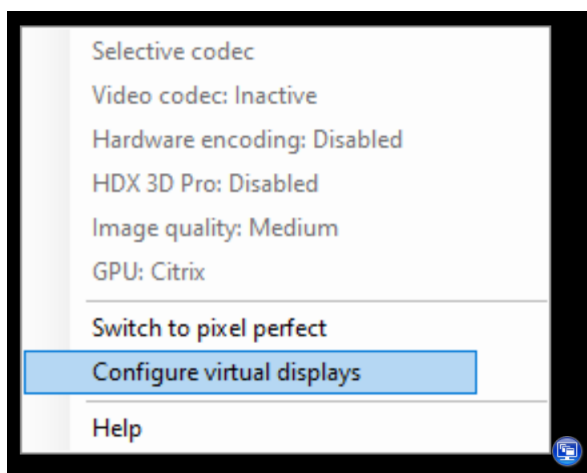 Selective codec
Video codec: Inactive
Hardware encoding: Disabled
HDX 3D Pro: Disabled
Image quality: Medium
GPU: Citrix
Switch to pixel perfect
Configure virtual displays
Help